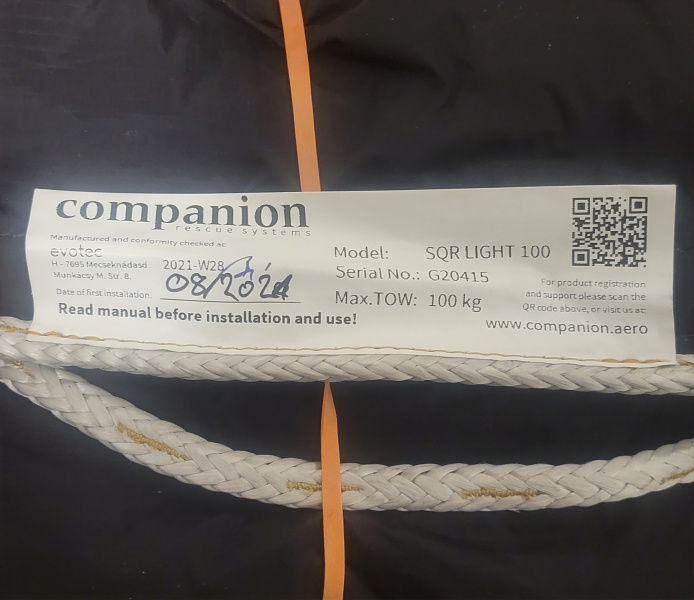 companion
rescue systems
Manufactured and conformity checked at:
evotec
H - 7695 Mecseknádasd
Munkácsy M. Str. 8.
2021-W28
Date of first installation:
08/2021
Read manual before installation and use!
Model: SQR LIGHT 100
Serial No.: G20415
Max.TOW: 100 kg
For product registration
and support please scan the
QR code above, or visit us at:
www.companion.aero